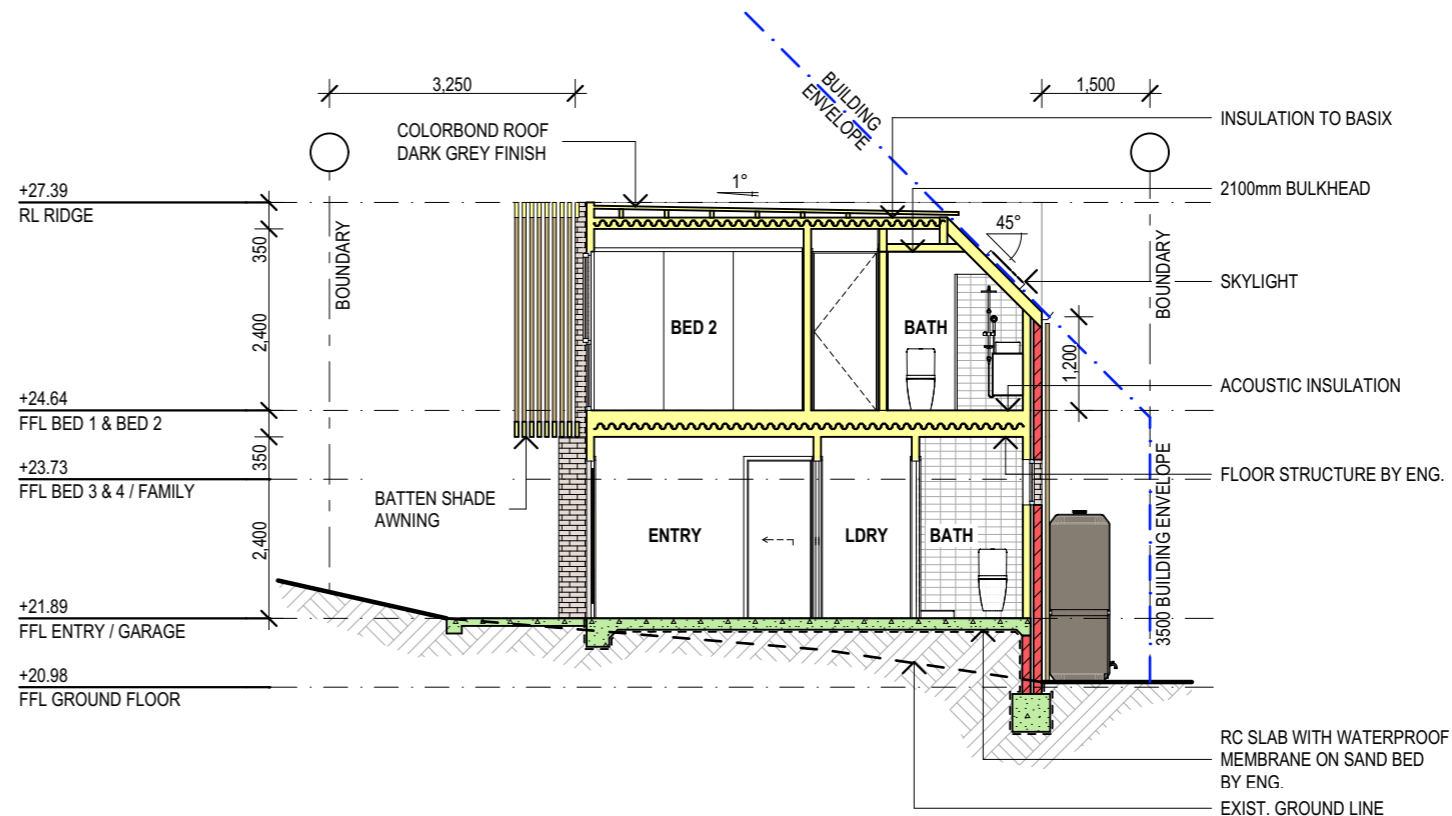 3,250
1,500
BUILDING
ENVELOPE
COLORBOND ROOF
DARK GREY FINISH
INSULATION TO BASIX
1°
2100mm BULKHEAD
+27.39
RL RIDGE
45°
BOUNDARY
BOUNDARY
350
SKYLIGHT
BED 2
BATH
2,400
1,200
ACOUSTIC INSULATION
+24.64
FFL BED 1 & BED 2
350
FLOOR STRUCTURE BY ENG.
+23.73
FFL BED 3 & 4 / FAMILY
BATTEN SHADE
AWNING
3500 BUILDING ENVELOPE
2,400
ENTRY
LDRY
BATH
+21.89
FFL ENTRY / GARAGE
+20.98
FFL GROUND FLOOR
RC SLAB WITH WATERPROOF
MEMBRANE ON SAND BED
BY ENG.
EXIST. GROUND LINE